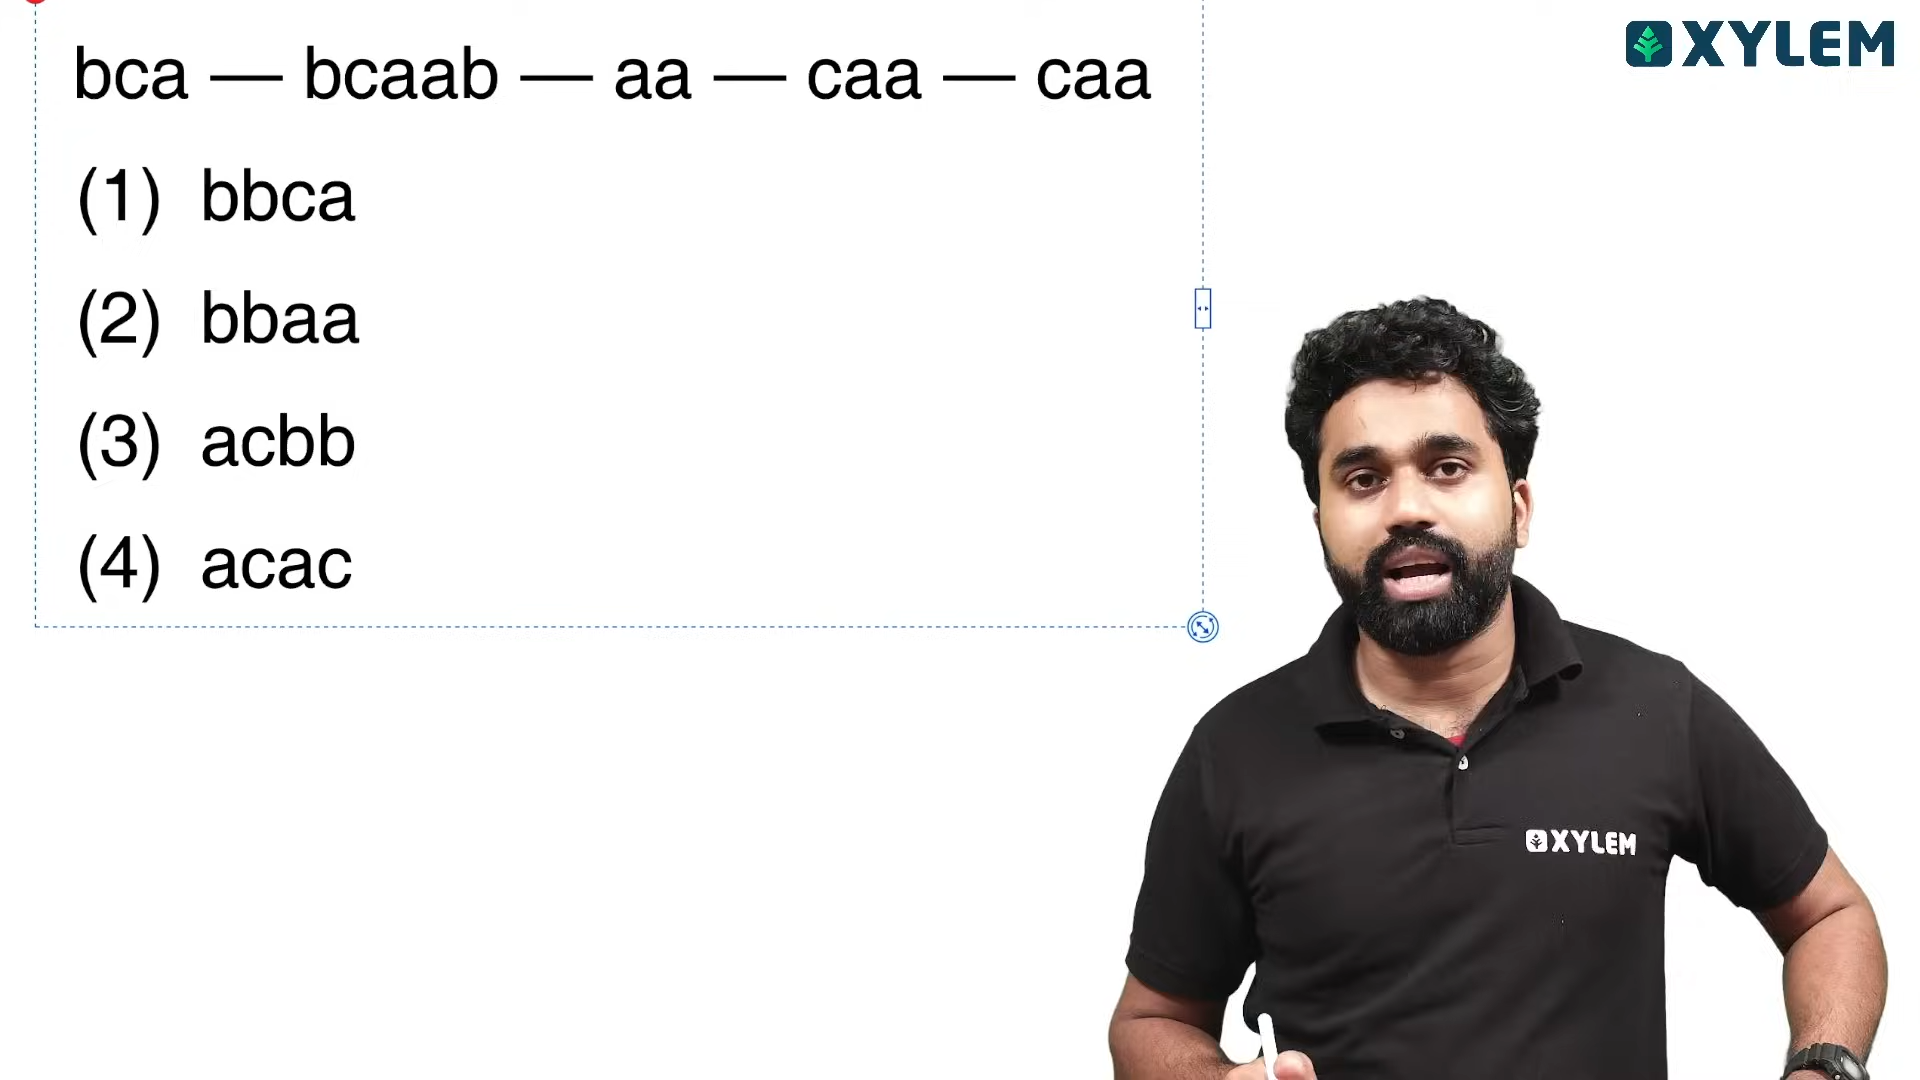 XYLEM
bca — bcaab — aa — caa — caa
(1) bbca
(2) bbaa
(3) acbb
(4) acac
XYLEM